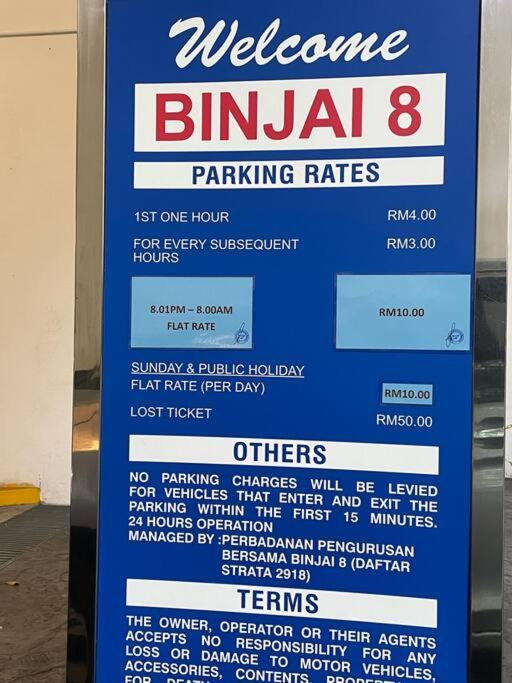 Welcome
BINJAI 8
PARKING RATES
1ST ONE HOUR RM4.00
FOR EVERY SUBSEQUENT RM3.00
HOURS
8.01PM – 8.00AM
FLAT RATE
RM10.00
SUNDAY & PUBLIC HOLIDAY
FLAT RATE (PER DAY) RM10.00
LOST TICKET RM50.00
OTHERS
NO PARKING CHARGES WILL BE LEVIED
FOR VEHICLES THAT ENTER AND EXIT THE
PARKING WITHIN THE FIRST 15 MINUTES.
24 HOURS OPERATION
MANAGED BY :PERBADANAN PENGURUSAN
BERSAMA BINJAI 8 (DAFTAR
STRATA 2918)
TERMS
THE OWNER, OPERATOR OR THEIR AGENTS
ACCEPTS NO RESPONSIBILITY FOR ANY
LOSS OR DAMAGE TO MOTOR VEHICLES,
ACCESSORIES, CONTENTS,
FOR